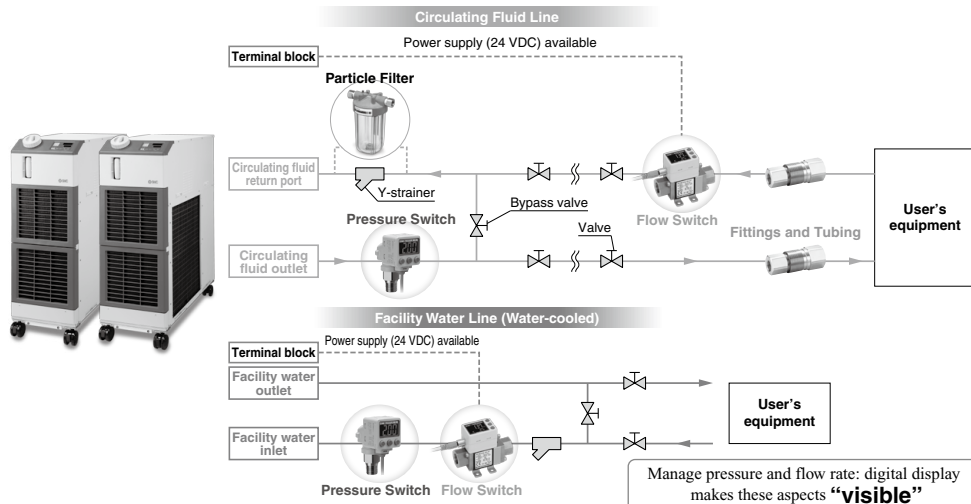 Circulating Fluid Line
Power supply (24 VDC) available
Terminal block
Particle Filter
Circulating fluid
return port
Y-strainer
Bypass valve
Flow Switch
Pressure Switch
Valve
Fittings and Tubing
User's
equipment
Circulating
fluid outlet
Facility Water Line (Water-cooled)
Power supply (24 VDC) available
Terminal block
Facility water
outlet
User's
equipment
Facility water
inlet
Pressure Switch
Flow Switch
Manage pressure and flow rate: digital display
makes these aspects "visible"